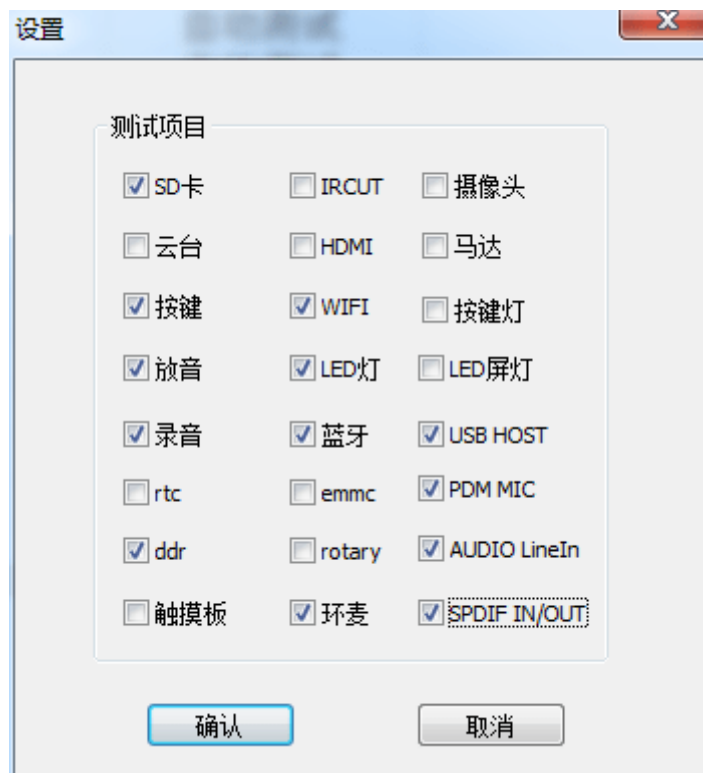 设置
测试项目
SD卡 IRCUT 摄像头
云台 HDMI 马达
按键 WIFI 按键灯
放音 LED灯 LED屏灯
录音 蓝牙 USB HOST
rtc emmc PDM MIC
ddr rotary AUDIO LineIn
触摸板 环麦 SPDIF IN/OUT
确认 取消